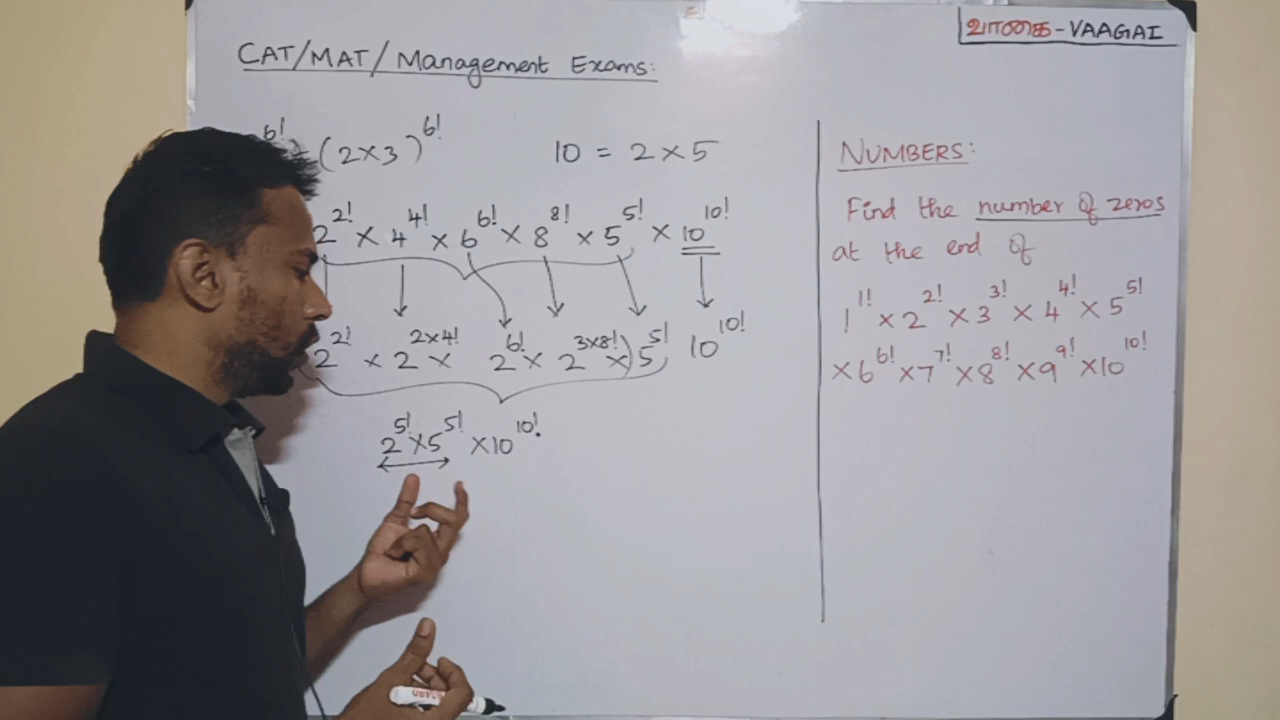 வாகை - VAAGAI
CAT/MAT/Management Exams:
6! = (2×3)^6!
10 = 2×5
2^2! × 4^4! × 6^6! × 8^8! × 5^5! × 10^10!
2^2! × 2^2×4! × 2^6! × 2^3×8! ×) 5^5! 10^10!
2^5! × 5^5! × 10^10!
NUMBERS:
Find the number of zeros
at the end of
1^1! × 2^2! × 3^3! × 4^4! × 5^5!
×6^6! ×7^7! ×8^8! ×9^9! ×10^10!